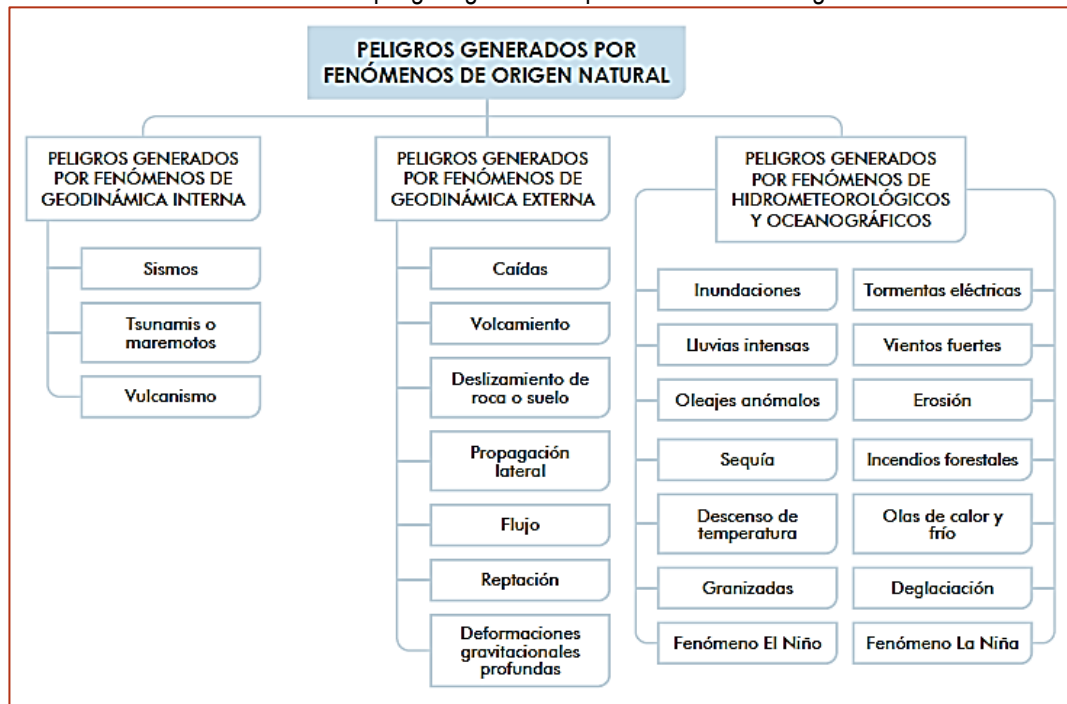 PELIGROS GENERADOS POR
FENÓMENOS DE ORIGEN NATURAL
PELIGROS GENERADOS
POR FENÓMENOS DE
GEODINÁMICA INTERNA
Sismos
Tsunamis o
maremotos
Vulcanismo
PELIGROS GENERADOS
POR FENÓMENOS DE
GEODINÁMICA EXTERNA
Caídas
Volcamiento
Deslizamiento de
roca o suelo
Propagación
lateral
Flujo
Reptación
Deformaciones
gravitacionales
profundas
PELIGROS GENERADOS
POR FENÓMENOS DE
HIDROMETEOROLÓGICOS
Y OCEANOGRÁFICOS
Inundaciones
Lluvias intensas
Oleajes anómalos
Sequía
Descenso de
temperatura
Granizadas
Fenómeno El Niño
Tormentas eléctricas
Vientos fuertes
Erosión
Incendios forestales
Olas de calor y
frío
Deglaciación
Fenómeno La Niña